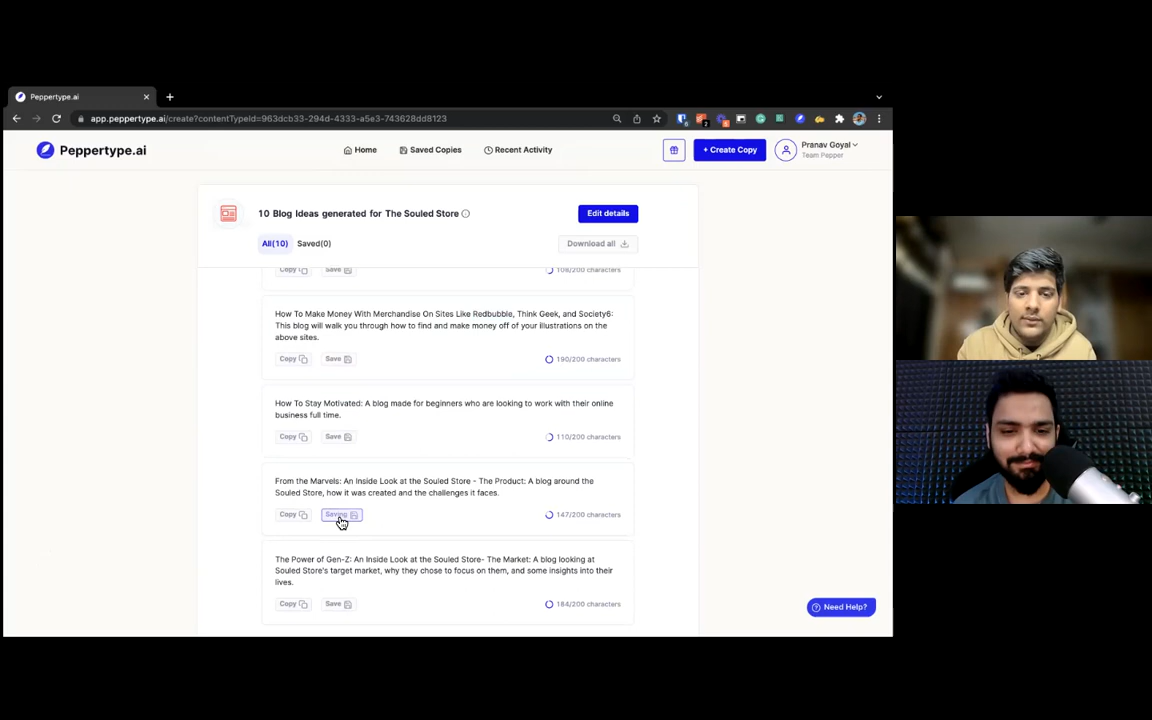 Peppertype.ai
app.peppertype.ai/create?contentTypeId=963dcb33-294d-4333-a5e3-743628dd8123
Peppertype.ai
Home
Saved Copies
Recent Activity
+ Create Copy
Pranav Goyal
Team Pepper
10 Blog Ideas generated for The Souled Store
Edit details
All(10)
Saved(0)
Download all
Copy
Save
108/200 characters
How To Make Money With Merchandise On Sites Like Redbubble, Think Geek, and Society6:
This blog will walk you through how to find and make money off of your illustrations on the
above sites.
Copy
Save
190/200 characters
How To Stay Motivated: A blog made for beginners who are looking to work with their online
business full time.
Copy
Save
110/200 characters
From the Marvels: An Inside Look at the Souled Store - The Product: A blog around the
Souled Store, how it was created and the challenges it faces.
Copy
Saving
147/200 characters
The Power of Gen-Z: An Inside Look at the Souled Store- The Market: A blog looking at
Souled Store's target market, why they chose to focus on them, and some insights into their
lives.
Copy
Save
184/200 characters
Need Help?